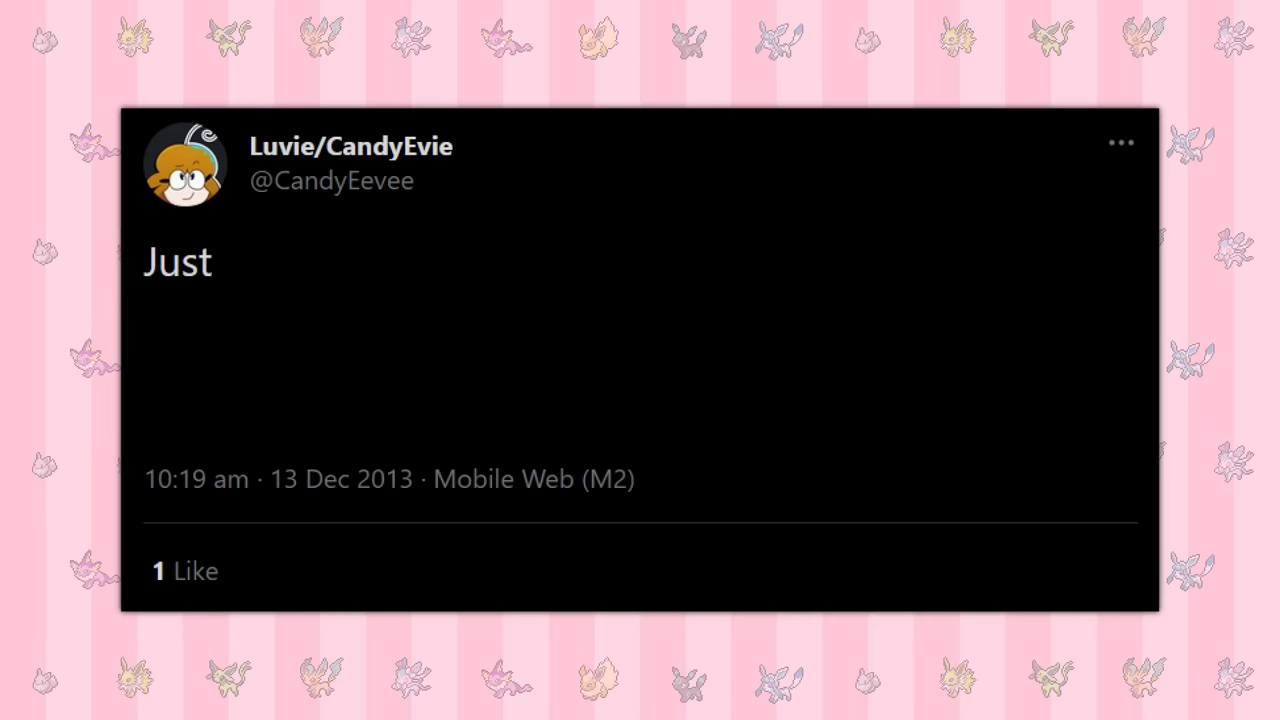 Luvie/CandyEvie
@CandyEevee
Just
10:19 am · 13 Dec 2013 · Mobile Web (M2)
1 Like